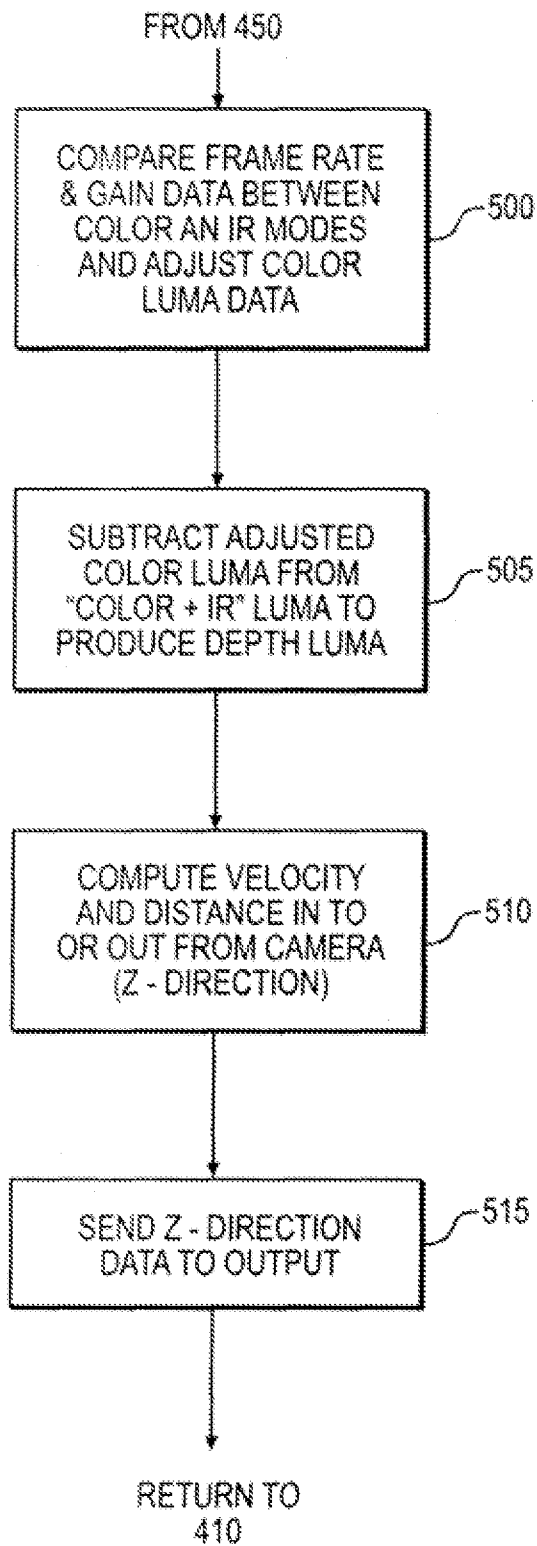 FROM 450
COMPARE FRAME RATE
& GAIN DATA BETWEEN
COLOR AN IR MODES
AND ADJUST COLOR
LUMA DATA
500
SUBTRACT ADJUSTED
COLOR LUMA FROM
"COLOR + IR" LUMA TO
PRODUCE DEPTH LUMA
505
COMPUTE VELOCITY
AND DISTANCE IN TO
OR OUT FROM CAMERA
(Z - DIRECTION)
510
SEND Z - DIRECTION
DATA TO OUTPUT
515
RETURN TO
410